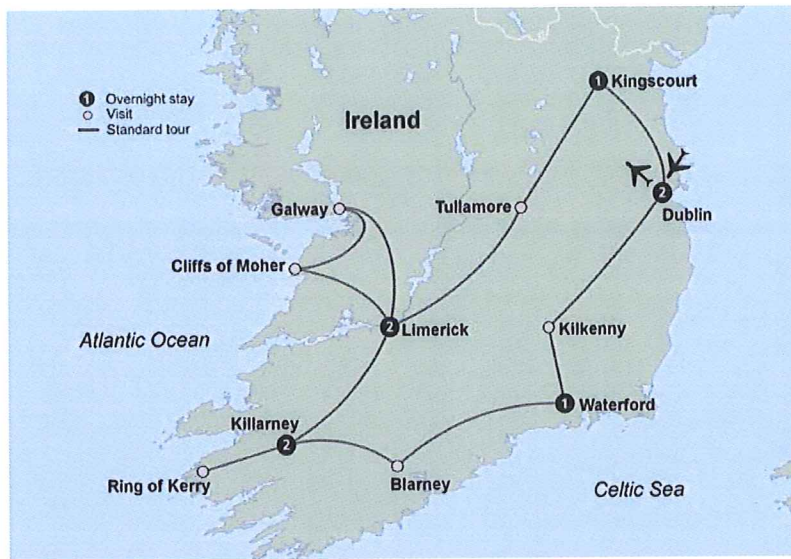 1 Overnight stay
Visit
Standard tour
Ireland
1 Kingscourt
Galway
Tullamore
2
Dublin
Cliffs of Moher
2 Limerick
Kilkenny
Atlantic Ocean
1 Waterford
Killarney
2
Ring of Kerry
Blarney
Celtic Sea